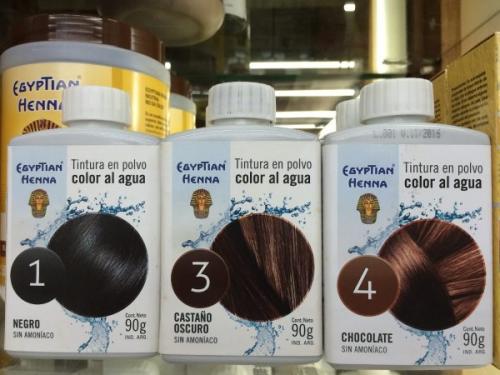 EGYPTIAN
HENNA
EGYPTIAN
HENNA
Tintura en polvo
color al agua
1
NEGRO
SIN AMONÍACO
Cont. Neto
90g
IND. ARG.
EGYPTIAN
HENNA
Tintura en polvo
color al agua
3
CASTAÑO
OSCURO
SIN AMONÍACO
Cont. Neto
90g
IND. ARG.
EGYPTIAN
HENNA
Tintura en polvo
color al agua
4
CHOCOLATE
SIN AMONÍACO
Cont. Neto
90g
IND. ARG.